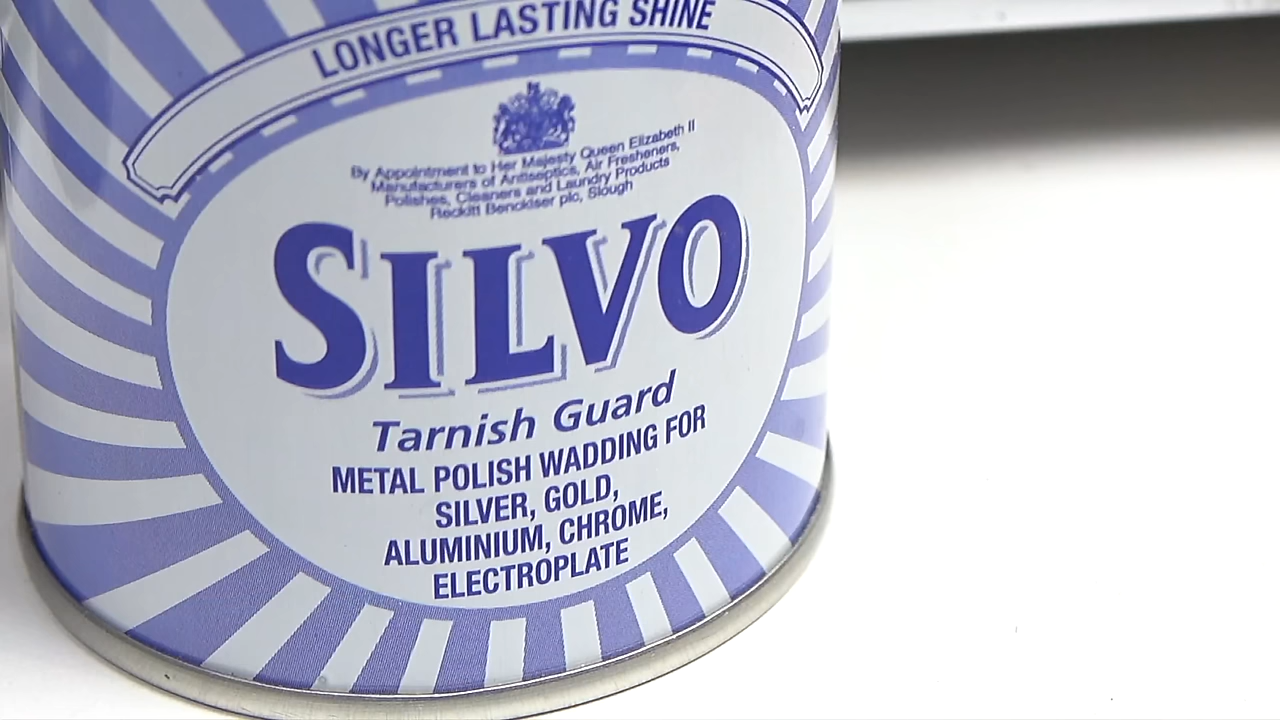 LONGER LASTING SHINE
By Appointment to Her Majesty Queen Elizabeth II
Manufacturers of Antiseptics, Air Fresheners,
Polishes, Cleaners and Laundry Products
Reckitt Benckiser plc, Slough
SILVO
Tarnish Guard
METAL POLISH WADDING FOR
SILVER, GOLD,
ALUMINIUM, CHROME,
ELECTROPLATE